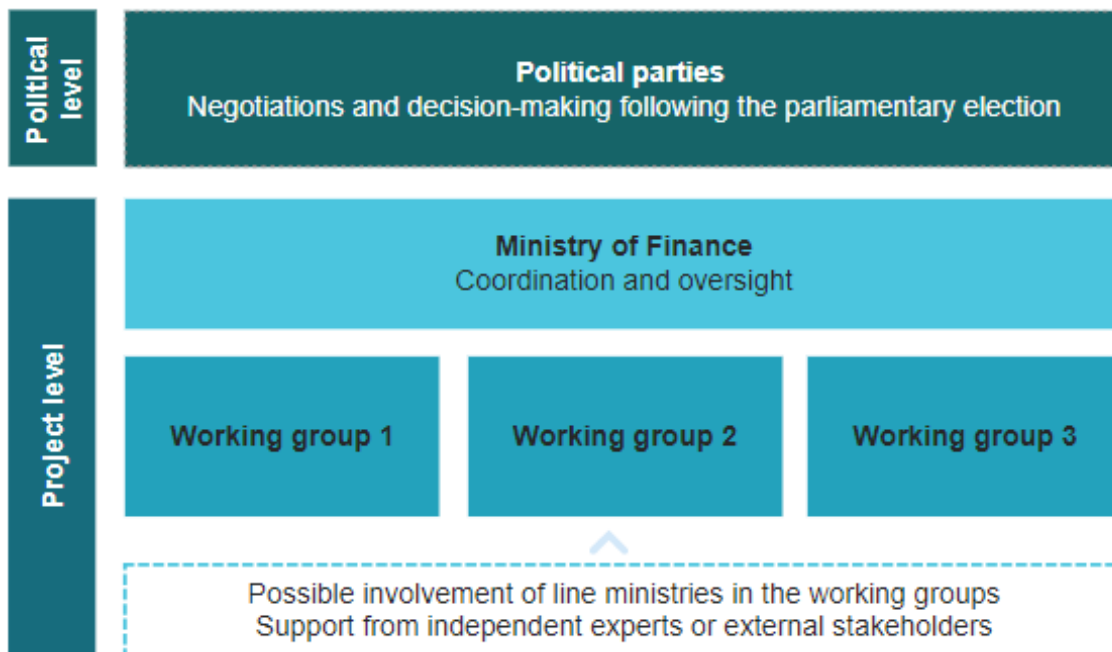 Political
level
Political parties
Negotiations and decision-making following the parliamentary election
Project level
Ministry of Finance
Coordination and oversight
Working group 1
Working group 2
Working group 3
Possible involvement of line ministries in the working groups
Support from independent experts or external stakeholders